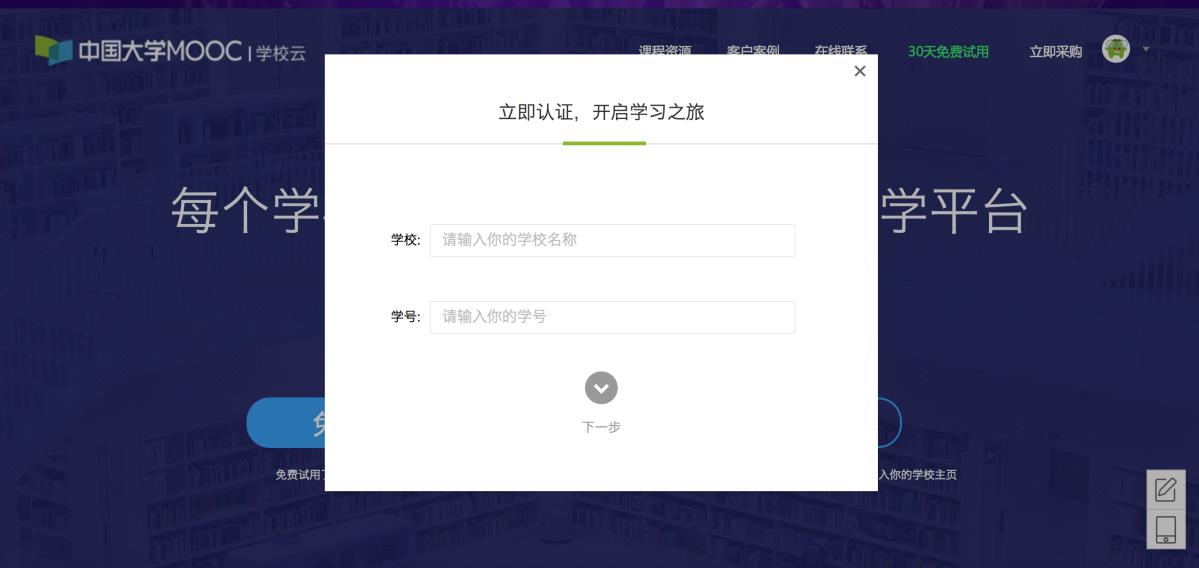 中国大学MOOC | 学校云
课程资源 客户案例 在线联系 30天免费试用 立即采购
立即认证，开启学习之旅
每个学 学平台
学校: 请输入你的学校名称
学号: 请输入你的学号
下一步
免费试用 入你的学校主页